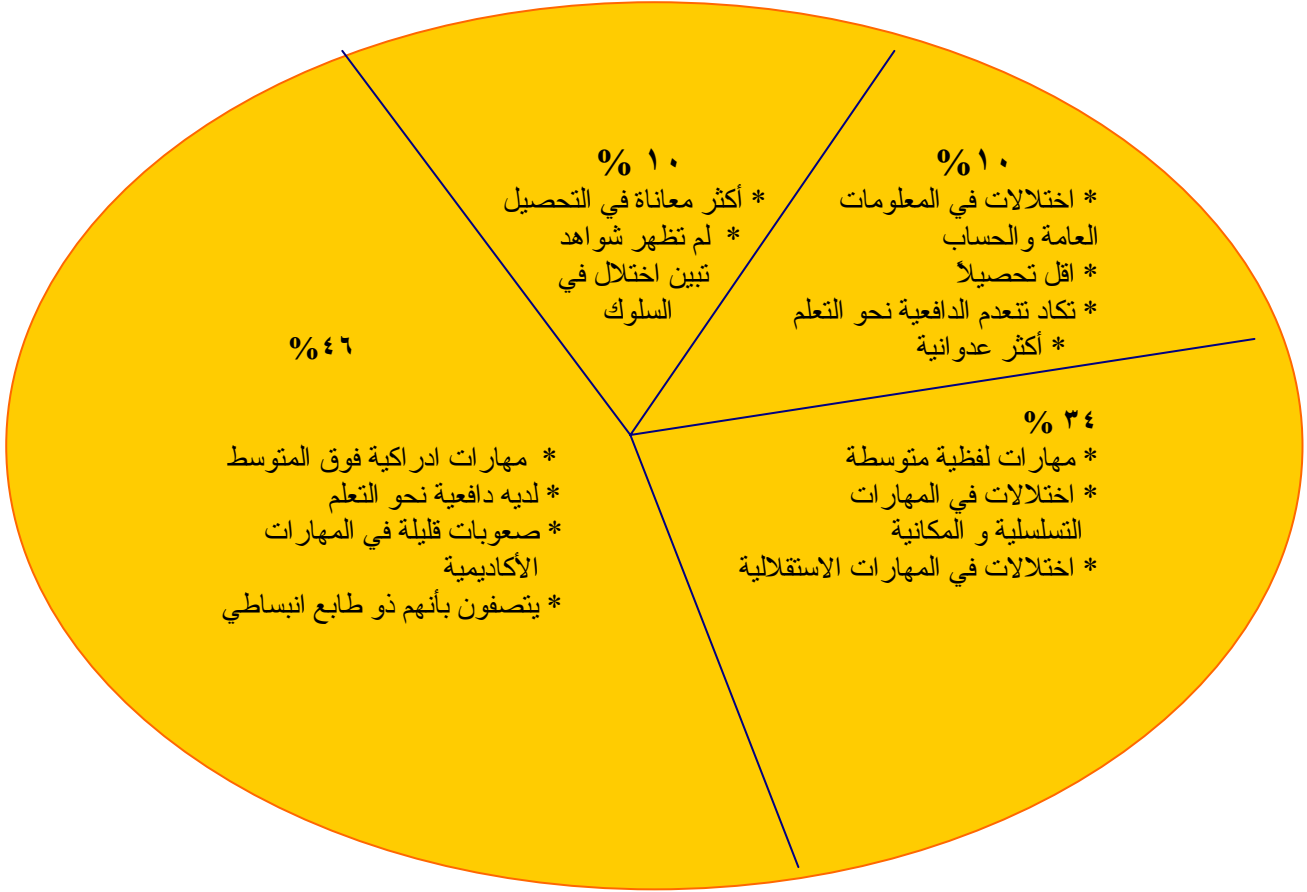 % ١٠
* اختلالات في المعلومات
العامة والحساب
* اقل تحصيلاً
* تكاد تنعدم الدافعية نحو التعلم
* أكثر عدوانية
% ١٠
* أكثر معاناة في التحصيل
* لم تظهر شواهد
تبين اختلال في
السلوك
% ٣٤
* مهارات لفظية متوسطة
* اختلالات في المهارات
التسلسلية و المكانية
* اختلالات في المهارات الاستقلالية
% ٤٦
* مهارات ادراكية فوق المتوسط
* لديه دافعية نحو التعلم
* صعوبات قليلة في المهارات
الأكاديمية
* يتصفون بأنهم ذو طابع انبساطي